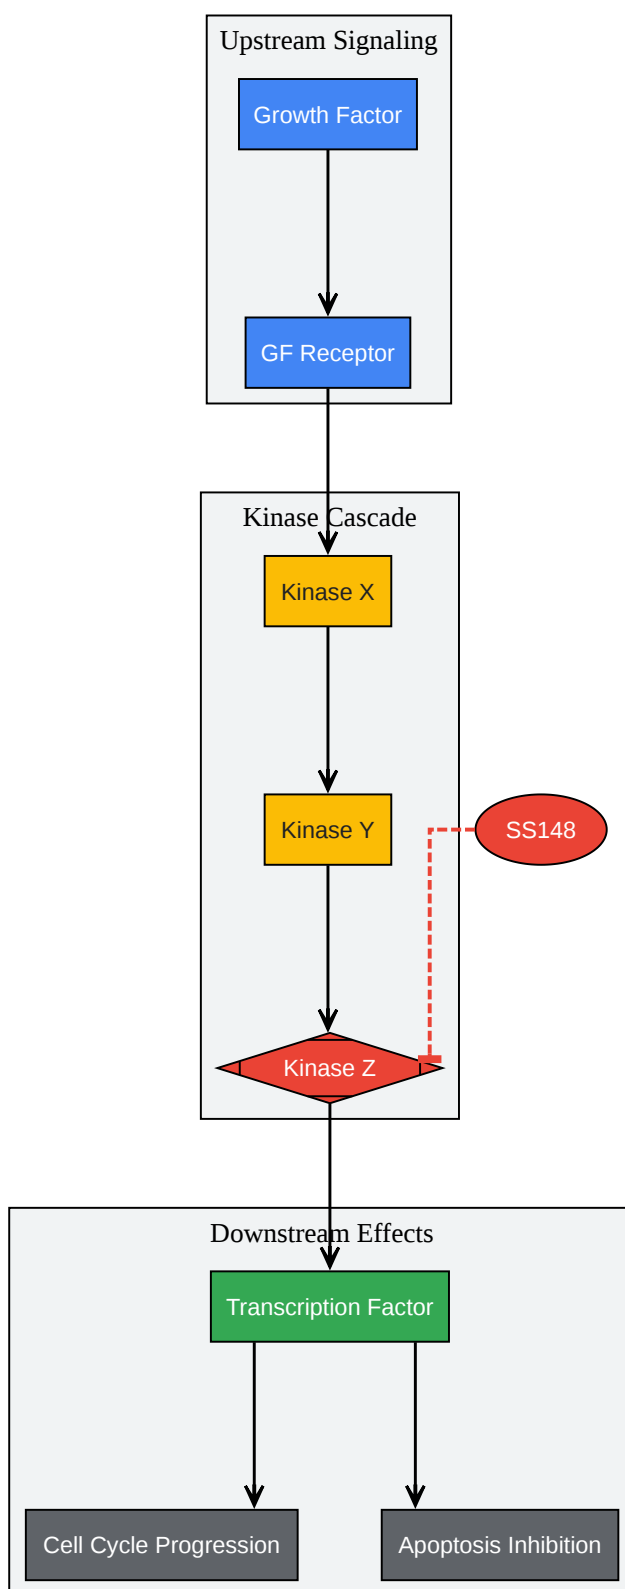 Upstream Signaling
Growth Factor
GF Receptor
Kinase Cascade
Kinase X
Kinase Y
SS148
Kinase Z
Downstream Effects
Transcription Factor
Cell Cycle Progression
Apoptosis Inhibition